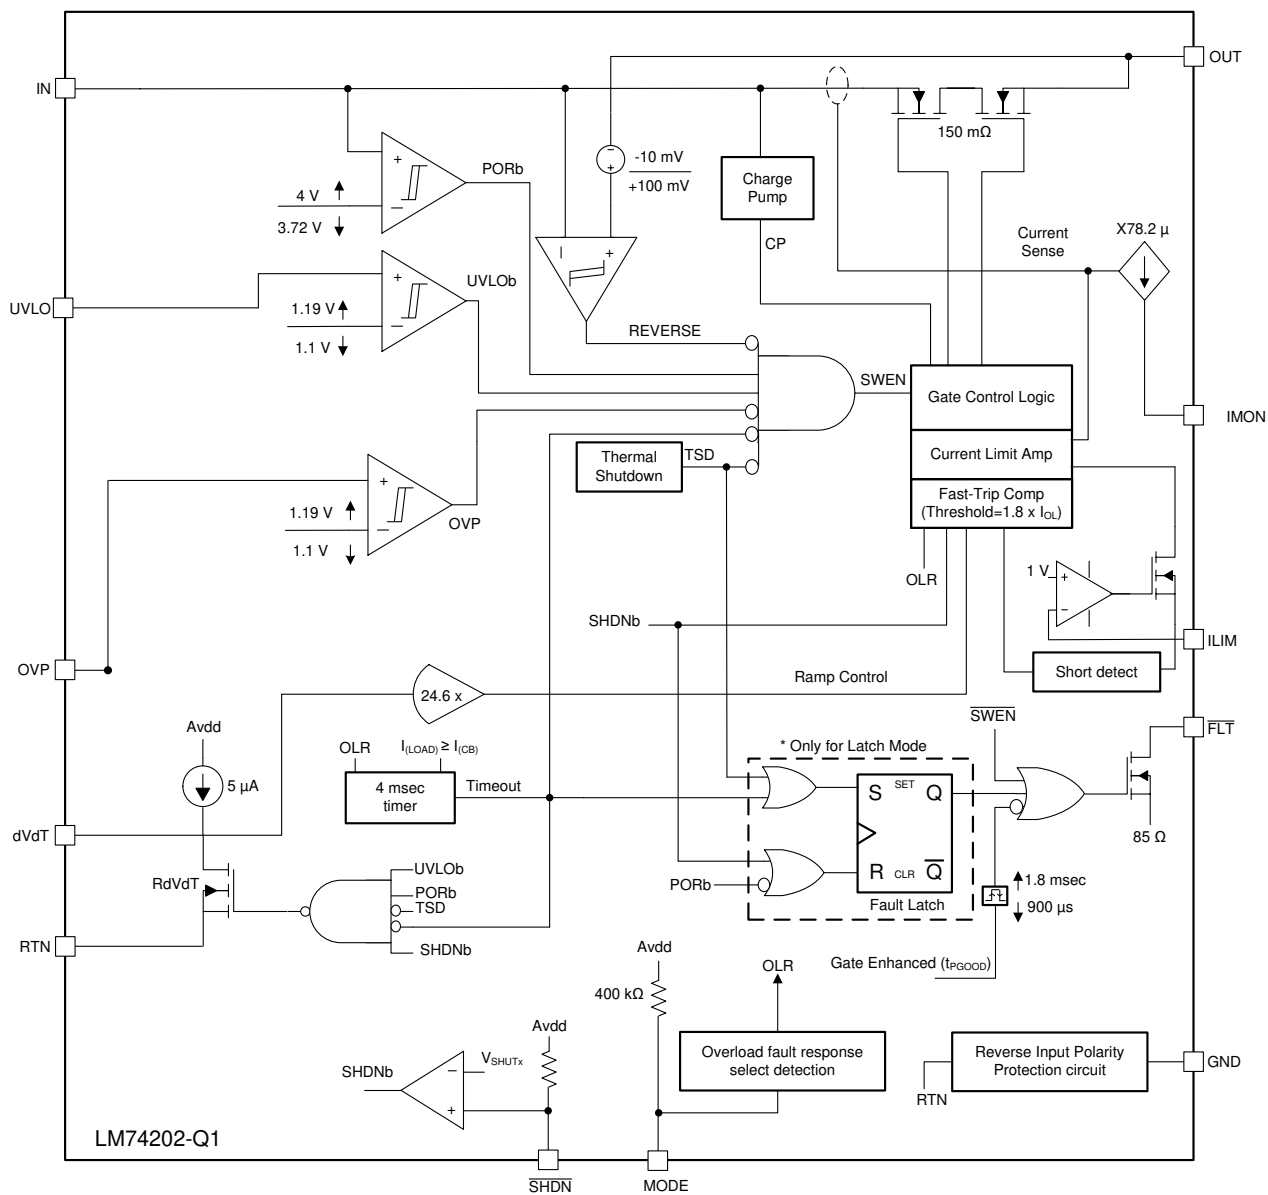 OUT
IN
150 mΩ
PORb
-10 mV
+100 mV
Charge
Pump
4 V
3.72 V
CP
Current
Sense
X78.2 µ
UVLOb
UVLO
1.19 V
1.1 V
REVERSE
SWEN
Gate Control Logic
IMON
Thermal
Shutdown
TSD
Current Limit Amp
Fast-Trip Comp
(Threshold=1.8 x IOL)
1.19 V
1.1 V
OVP
OLR
1 V
SHDNb
ILIM
OVP
Short detect
24.6 x
Ramp Control
SWEN
FLT
Avdd
OLR
I(LOAD) ≥ I(CB)
* Only for Latch Mode
5 µA
4 msec
timer
Timeout
S
SET
Q
dVdT
85 Ω
RdVdT
UVLOb
PORb
TSD
SHDNb
PORb
R
CLR
Q
Fault Latch
1.8 msec
900 µs
RTN
Avdd
400 kΩ
OLR
Gate Enhanced (tPGOOD)
Avdd
VSHUTx
SHDNb
Overload fault response
select detection
Reverse Input Polarity
Protection circuit
GND
RTN
LM74202-Q1
SHDN
MODE